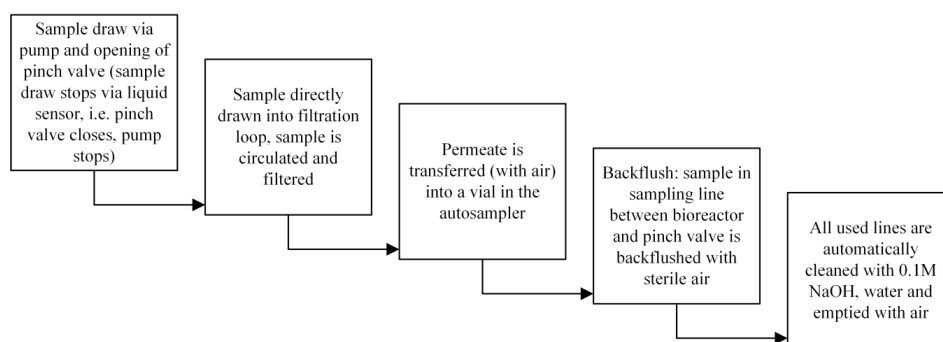 Sample draw via
pump and opening of
pinch valve (sample
draw stops via liquid
sensor, i.e. pinch
valve closes, pump
stops)
Sample directly
drawn into filtration
loop, sample is
circulated and
filtered
Permeate is
transferred (with air)
into a vial in the
autosampler
Backflush: sample in
sampling line
between bioreactor
and pinch valve is
backflushed with
sterile air
All used lines are
automatically
cleaned with 0.1M
NaOH, water and
emptied with air